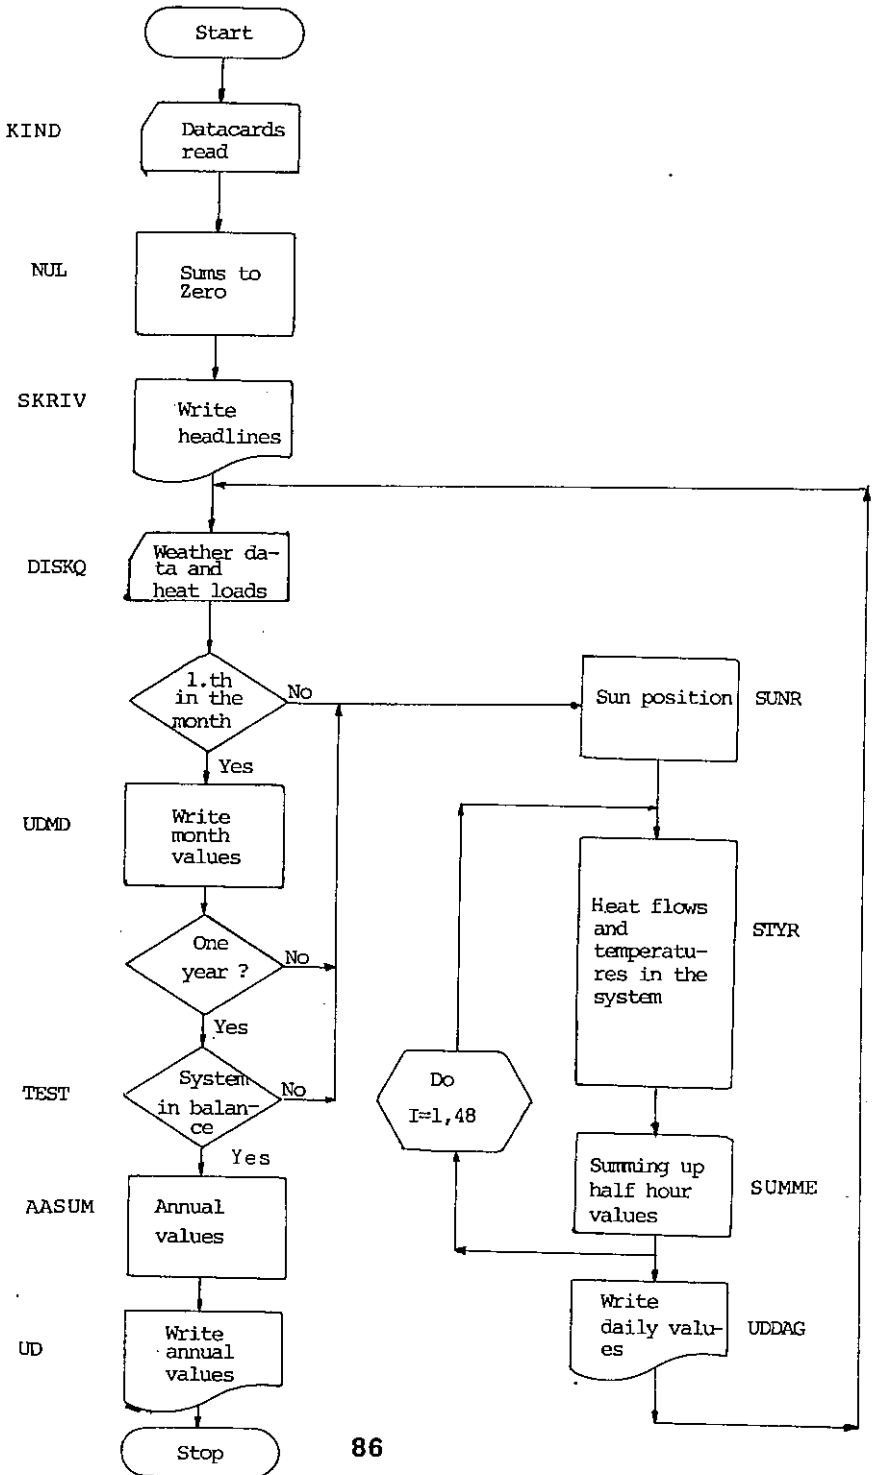 Start
KIND
Datacards
read
NUL
Sums to
Zero
SKRIV
Write
headlines
DISKQ
Weather da-
ta and
heat loads
1.th
in the
month
No
Yes
Sun position
SUNR
UDMD
Write
month
values
One
year ?
No
Yes
Heat flows
and
temperatu-
res in the
system
STYR
TEST
System
in balan-
ce
No
Yes
Do
I=1,48
Summing up
half hour
values
SUMME
AASUM
Annual
values
Write
daily valu-
es
UDDAG
UD
Write
annual
values
Stop
86